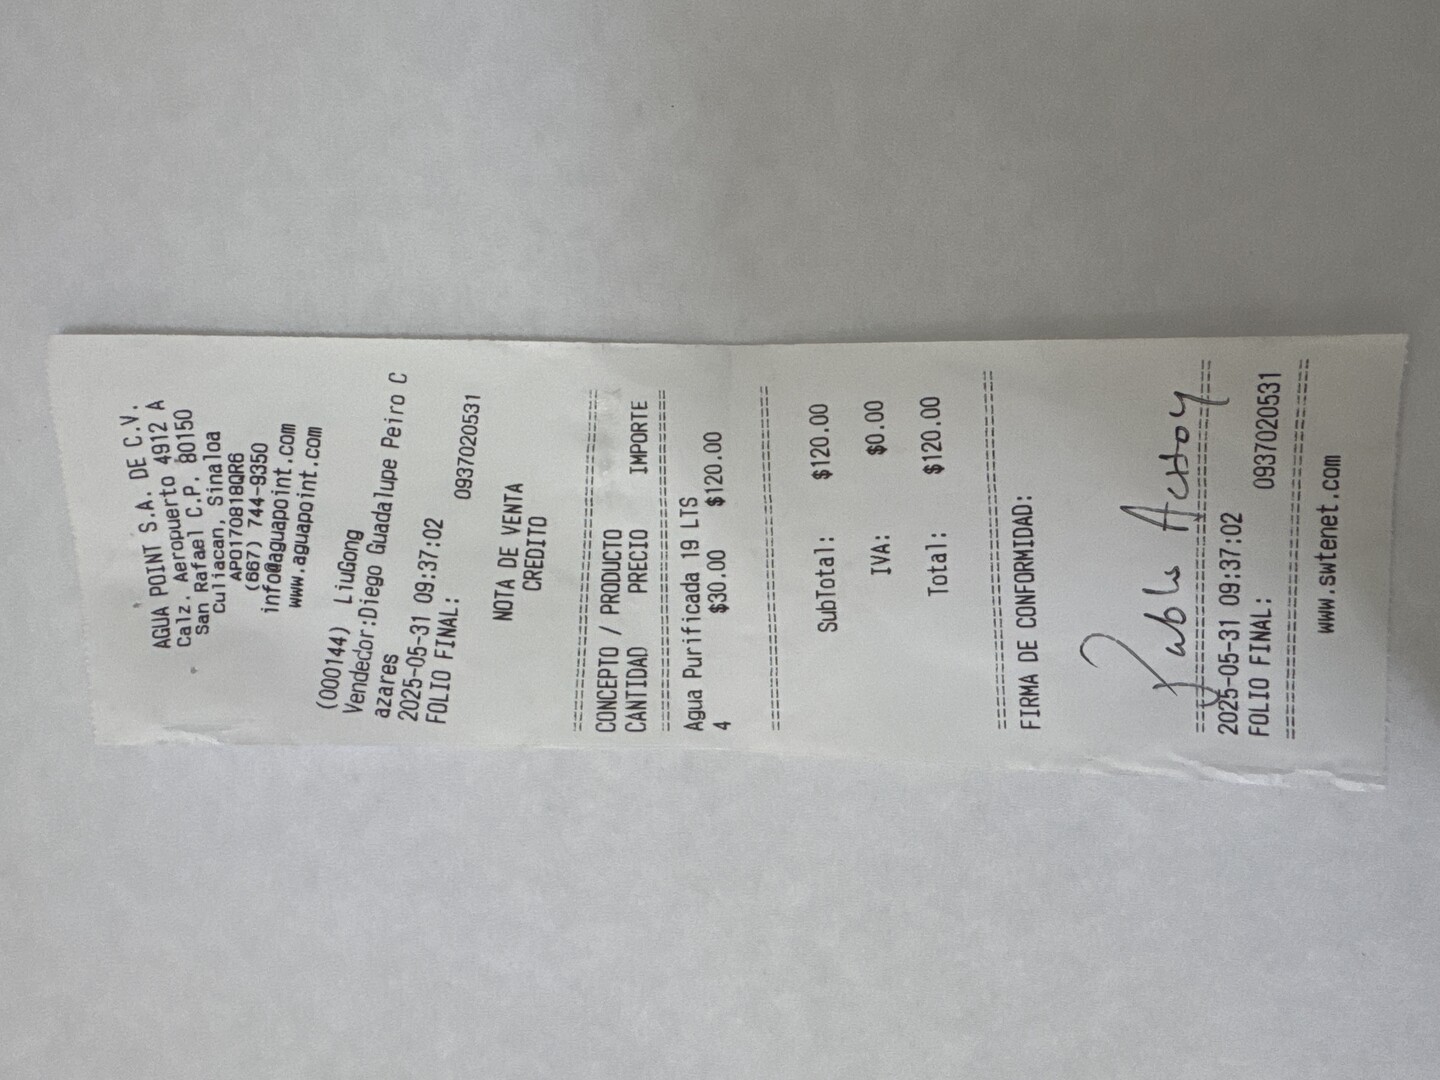 AGUA POINT S.A. DE C.V.
Calz. Aeropuerto 4912 A
San Rafael C.P. 80150
Culiacan, Sinaloa
APO170818QR6
(667) 744-9350
info@aguapoint.com
www.aguapoint.com
(000144) LiuGong
Vendedor:Diego Guadalupe Peiro C
azares
2025-05-31 09:37:02
FOLIO FINAL: 0937020531
NOTA DE VENTA
CREDITO
CONCEPTO / PRODUCTO
CANTIDAD PRECIO IMPORTE
Agua Purificada 19 LTS
4 $30.00 $120.00
SubTotal: $120.00
IVA: $0.00
Total: $120.00
FIRMA DE CONFORMIDAD:
2025-05-31 09:37:02
FOLIO FINAL: 0937020531
www.swtenet.com